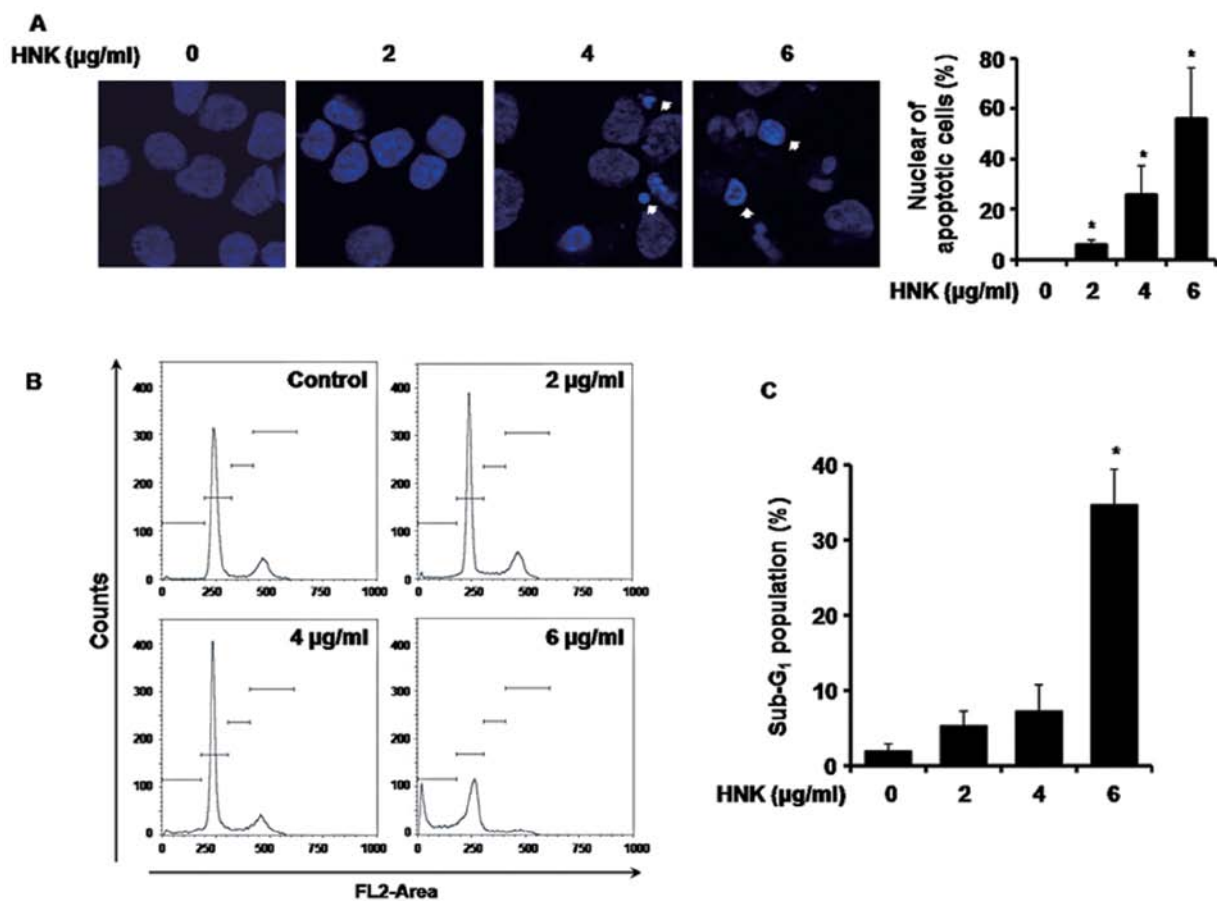 A
HNK (µg/ml) 0 2 4 6
Nuclear of
apoptotic cells (%)
80
60
40
20
0
*
*
*
HNK (µg/ml) 0 2 4 6
B
Counts
Control
400
300
200
100
0
0 250 500 750 1000
2 µg/ml
400
300
200
100
0
0 250 500 750 1000
4 µg/ml
400
300
200
100
0
0 250 500 750 1000
6 µg/ml
400
300
200
100
0
0 250 500 750 1000
FL2-Area
C
Sub-G₁ population (%)
40
30
20
10
0
*
HNK (µg/ml) 0 2 4 6